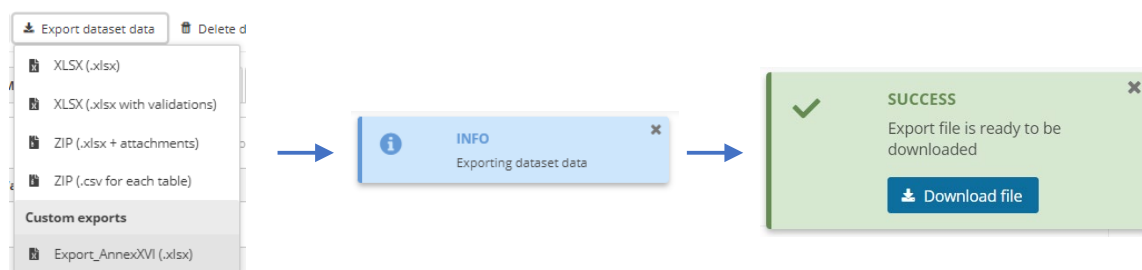 Export dataset data
Delete d
XLSX (.xlsx)
XLSX (.xlsx with validations)
ZIP (.xlsx + attachments)
ZIP (.csv for each table)
Custom exports
Export_AnnexXVI (.xlsx)
INFO
Exporting dataset data
SUCCESS
Export file is ready to be
downloaded
Download file